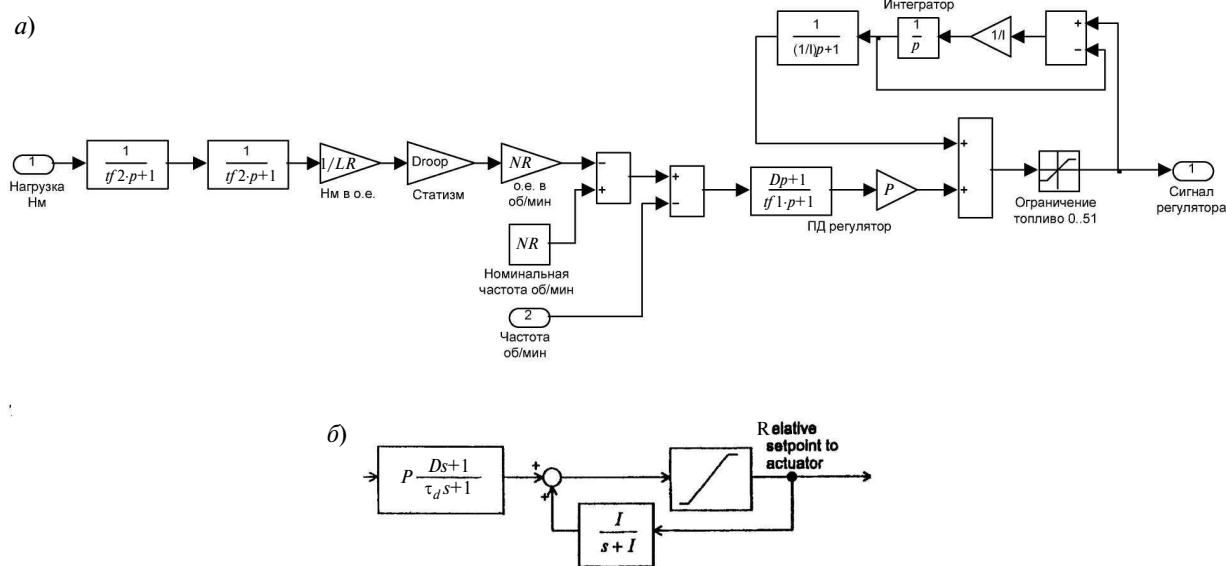 а)
Интегратор
1
(1/I)p+1
1
p
1/I
+
−
1
Нагрузка
Нм
1
tf2·p+1
1
tf2·p+1
1/LR
Нм в о.е.
Droop
Статизм
NR
о.е. в
об/мин
−
+
NR
Номинальная
частота об/мин
2
Частота
об/мин
+
−
Dp+1
tf1·p+1
ПД регулятор
P
+
+
Ограничение
топливо 0..51
1
Сигнал
регулятора
б)
P Ds+1
τd s+1
+
+
Relative
setpoint to
actuator
I
s+I